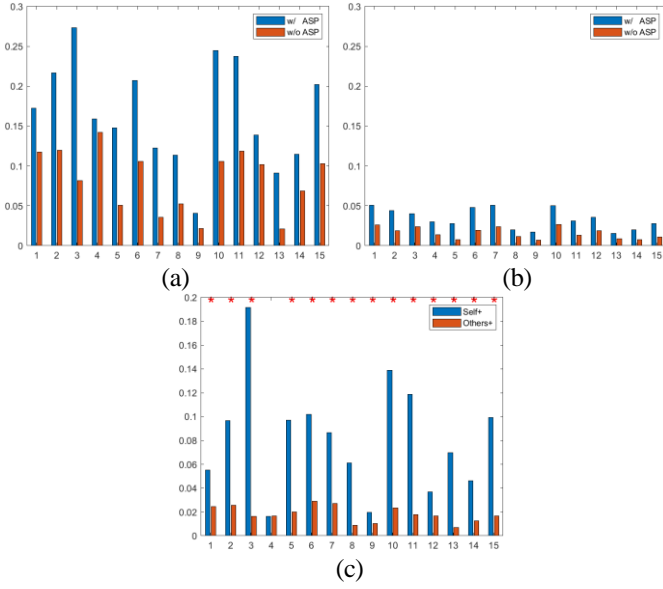 0.3
0.25
0.2
0.15
0.1
0.05
0
w/ ASP
w/o ASP
1 2 3 4 5 6 7 8 9 10 11 12 13 14 15
(a)
0.3
0.25
0.2
0.15
0.1
0.05
0
w/ ASP
w/o ASP
1 2 3 4 5 6 7 8 9 10 11 12 13 14 15
(b)
0.2
0.18
0.16
0.14
0.12
0.1
0.08
0.06
0.04
0.02
0
* * * * * * * * * * * * * *
Self+
Others+
1 2 3 4 5 6 7 8 9 10 11 12 13 14 15
(c)